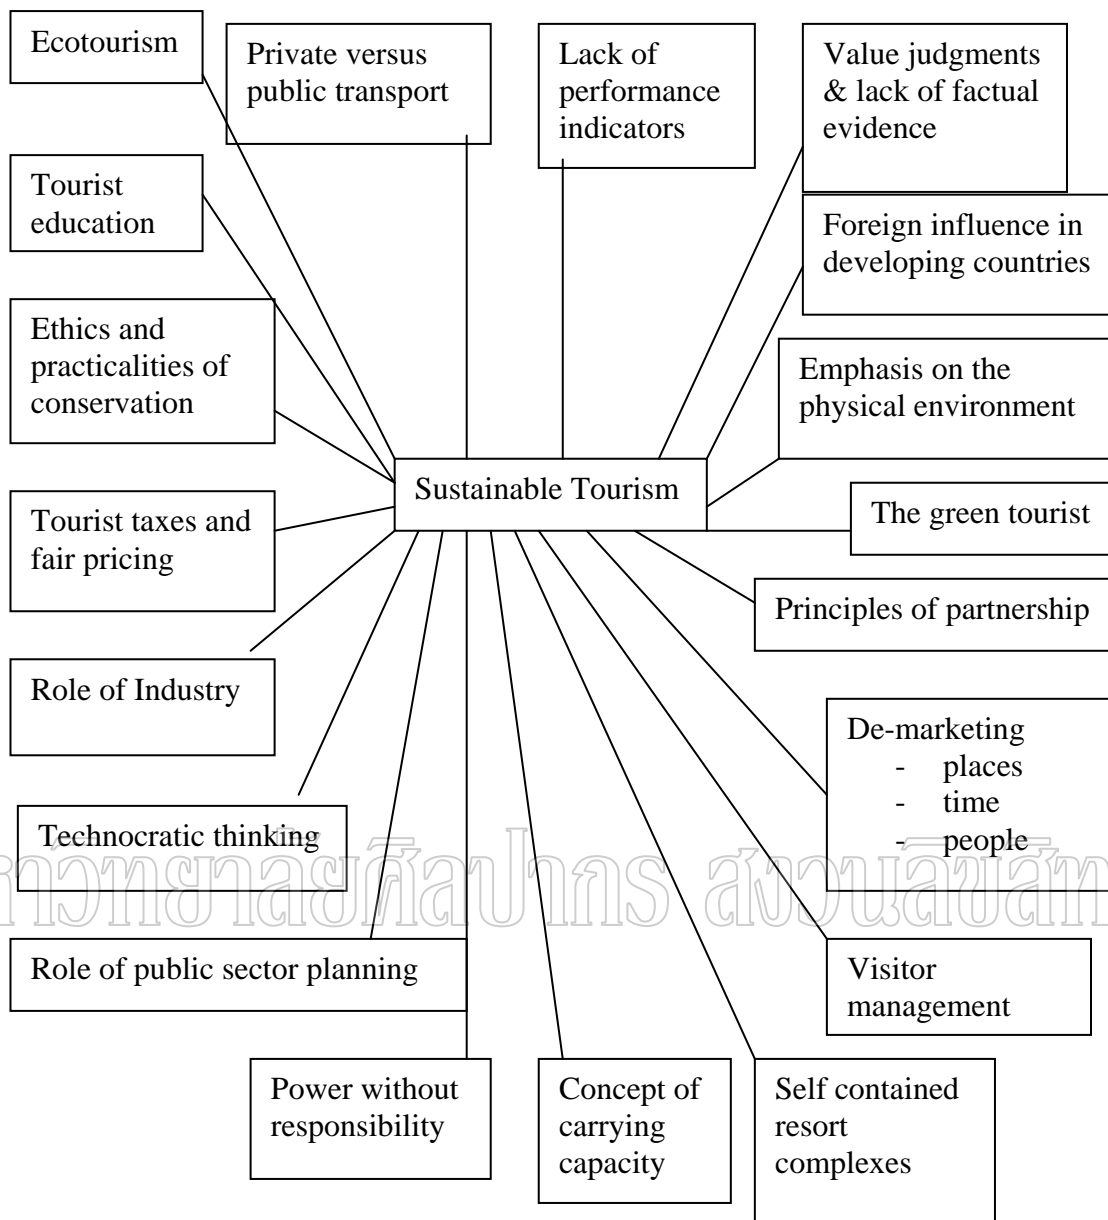 Ecotourism
Private versus
public transport
Lack of
performance
indicators
Value judgments
& lack of factual
evidence
Tourist
education
Foreign influence in
developing countries
Ethics and
practicalities of
conservation
Emphasis on the
physical environment
Sustainable Tourism
Tourist taxes and
fair pricing
The green tourist
Principles of partnership
Role of Industry
De-marketing
- places
- time
- people
Technocratic thinking
Role of public sector planning
Visitor
management
Power without
responsibility
Concept of
carrying
capacity
Self contained
resort
complexes